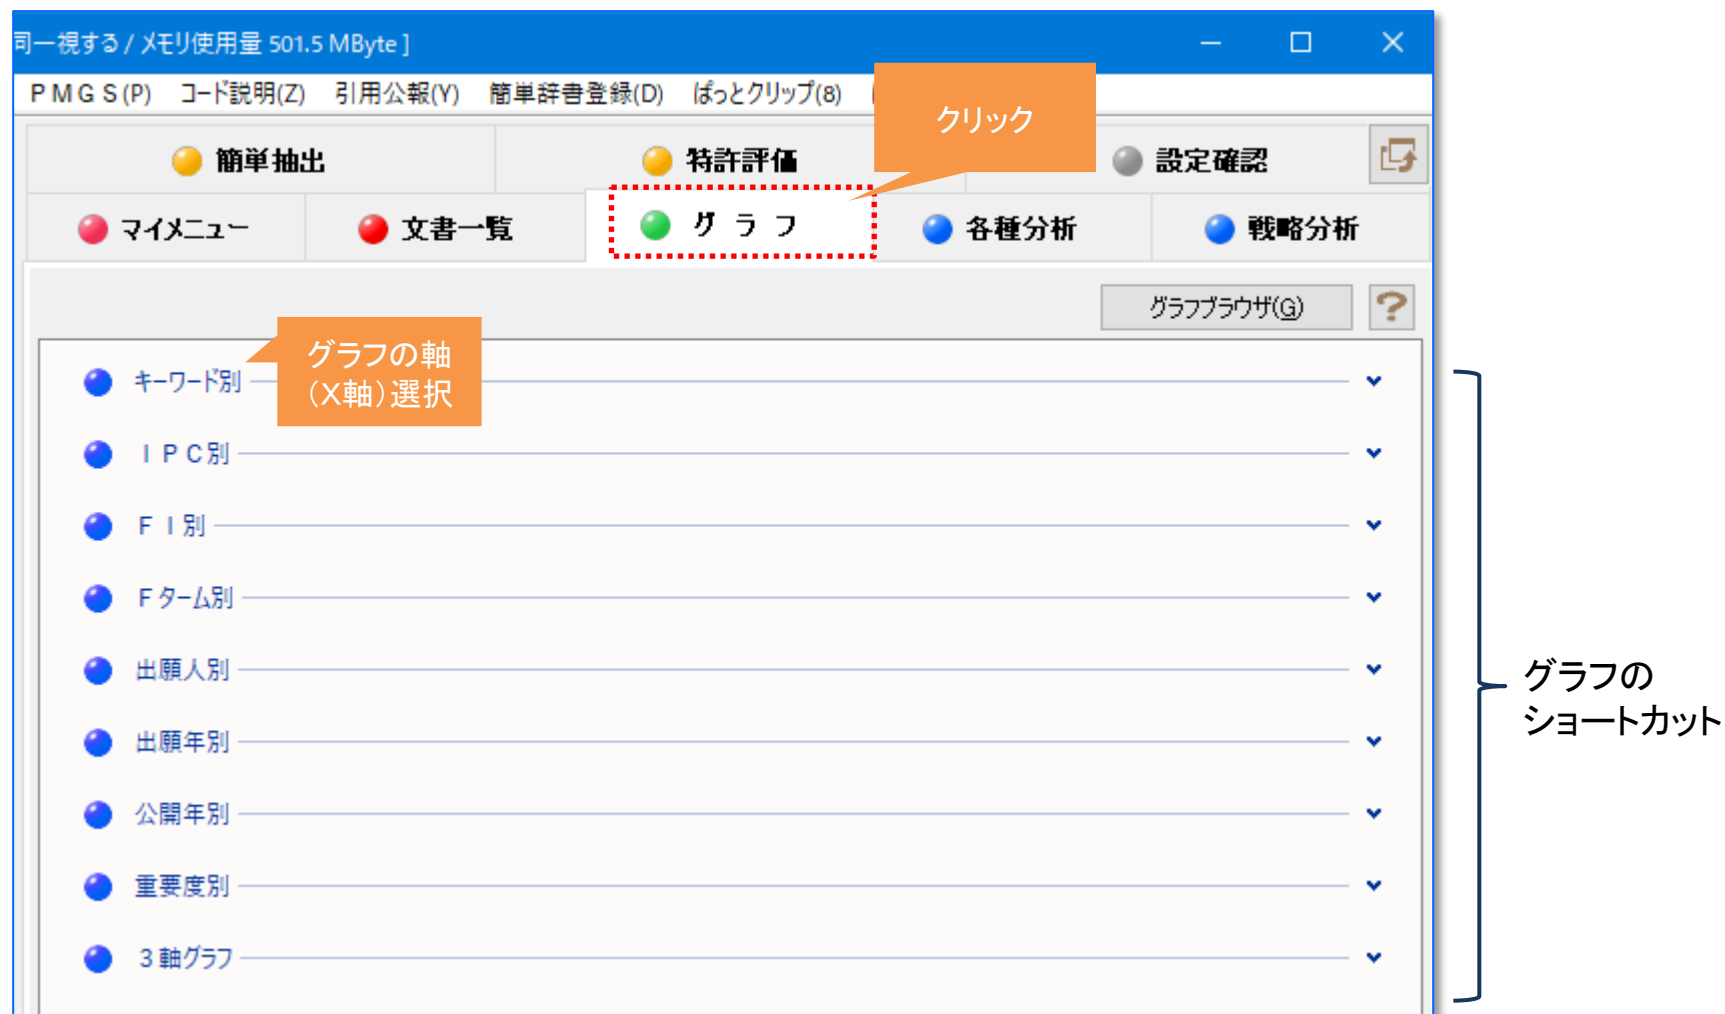 司一視する / メモリ使用量 501.5 MByte ]
ＰＭＧＳ(P) コード説明(Z) 引用公報(Y) 簡単辞書登録(D) ぱっとクリップ(8)
クリック
簡単抽出 特許評価 設定確認
マイメニュー 文書一覧 グラフ 各種分析 戦略分析
グラフブラウザ(G) ?
グラフの軸
（X軸）選択
キーワード別
ＩＰＣ別
ＦＩ別
Ｆターム別
出願人別
出願年別
公開年別
重要度別
３軸グラフ
グラフの
ショートカット